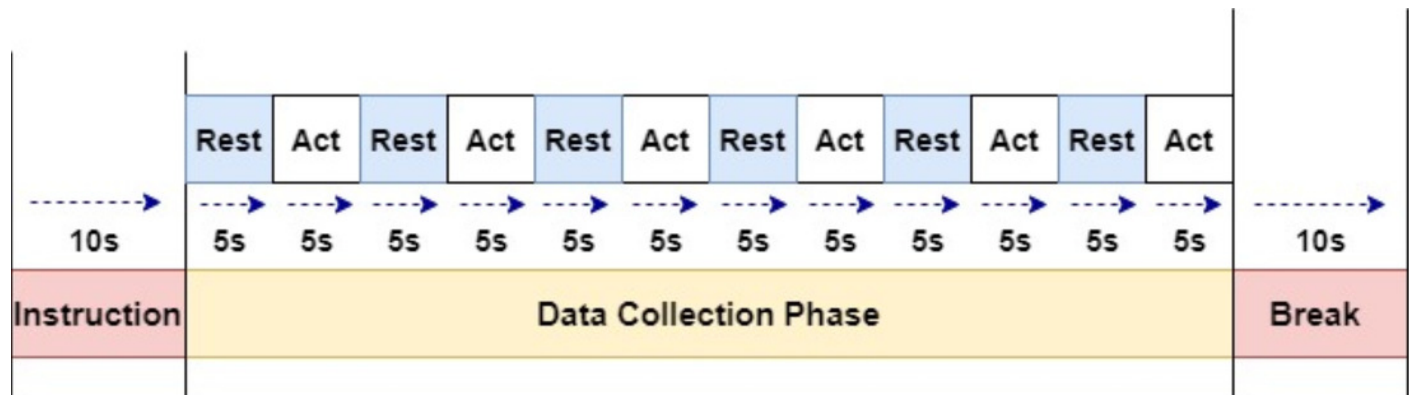 Rest Act Rest Act Rest Act Rest Act Rest Act Rest Act
10s 5s 5s 5s 5s 5s 5s 5s 5s 5s 5s 5s 5s 10s
Instruction Data Collection Phase Break